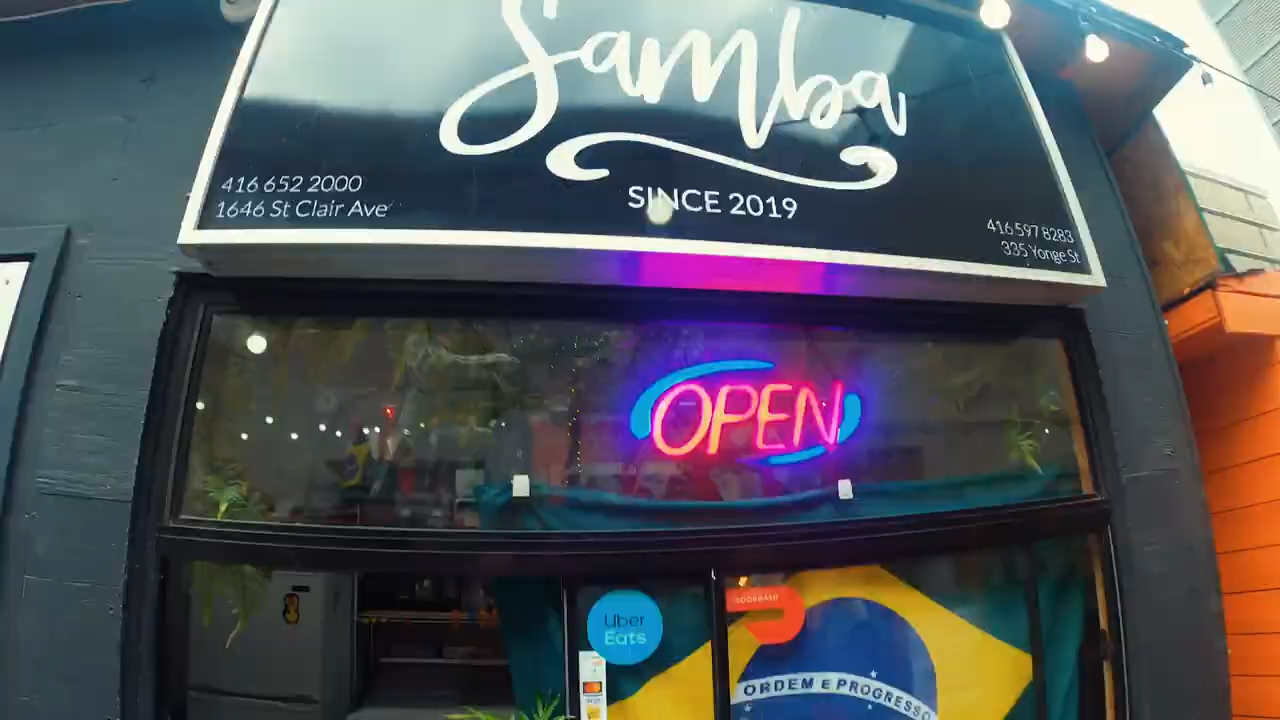 Samba
SINCE 2019
416 652 2000
1646 St Clair Ave
416 597 8283
335 Yonge St
OPEN
Uber
Eats
DOORDASH
ORDEM E PROGRESSO